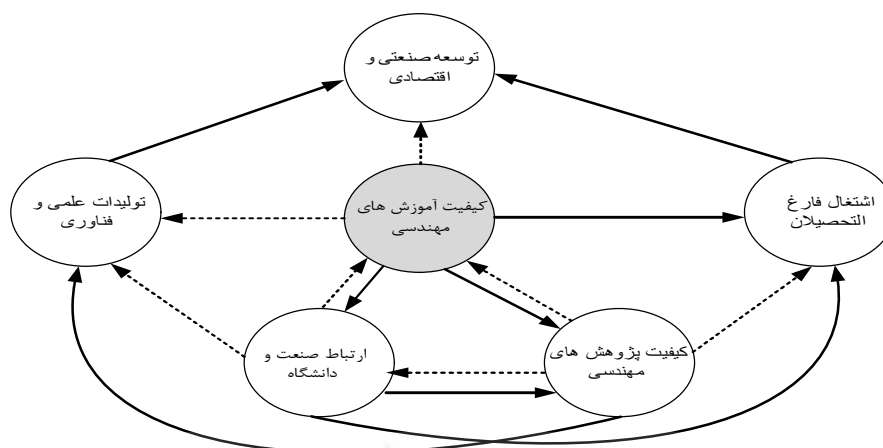 توسعه صنعتی و
اقتصادی
اشتغال فارغ
التحصیلان
کیفیت آموزش های
مهندسی
تولیدات علمی و
فناوری
کیفیت پژوهش های
مهندسی
ارتباط صنعت و
دانشگاه